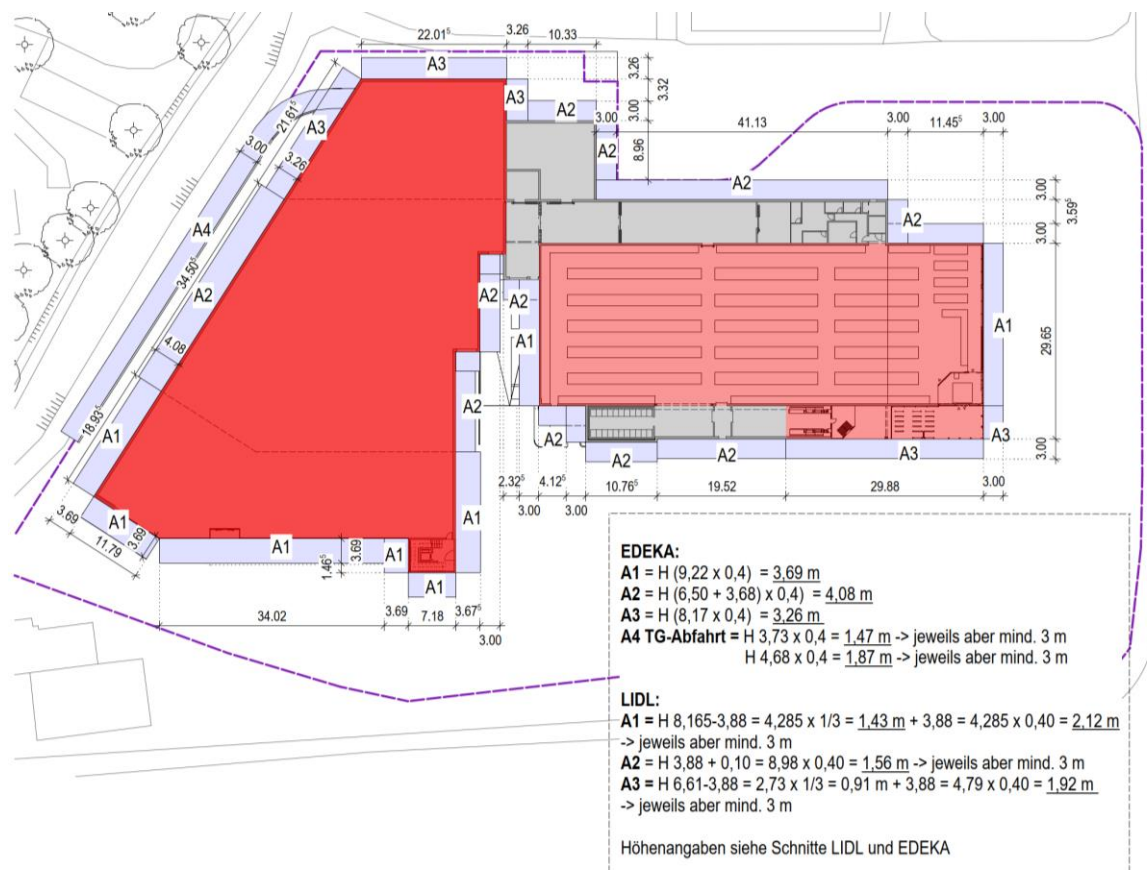 22.01⁵
3.26
10.33
A3
3.26
3.32
A3
A2
3.00
21.61⁵
A3
3.00
3.00
41.13
3.00
11.45⁵
3.00
8.96
3.26
A2
A2
3.00
3.59⁵
A4
A2
3.00
34.50⁵
A2
A2
A2
A1
A1
29.65
4.08
18.93⁵
A1
A2
A2
A3
3.00
A2
A2
A3
2.32⁵
4.12⁵
10.76⁵
19.52
29.88
3.00
3.00
3.00
A1
3.69
A1
3.69
11.79
A1
3.69
A1
1.46⁵
A1
34.02
3.69
7.18
3.67⁵
3.00
EDEKA:
A1 = H (9,22 x 0,4) = 3,69 m
A2 = H (6,50 + 3,68) x 0,4) = 4,08 m
A3 = H (8,17 x 0,4) = 3,26 m
A4 TG-Abfahrt = H 3,73 x 0,4 = 1,47 m -> jeweils aber mind. 3 m
H 4,68 x 0,4 = 1,87 m -> jeweils aber mind. 3 m
LIDL:
A1 = H 8,165-3,88 = 4,285 x 1/3 = 1,43 m + 3,88 = 4,285 x 0,40 = 2,12 m
-> jeweils aber mind. 3 m
A2 = H 3,88 + 0,10 = 8,98 x 0,40 = 1,56 m -> jeweils aber mind. 3 m
A3 = H 6,61-3,88 = 2,73 x 1/3 = 0,91 m + 3,88 = 4,79 x 0,40 = 1,92 m
-> jeweils aber mind. 3 m
Höhenangaben siehe Schnitte LIDL und EDEKA